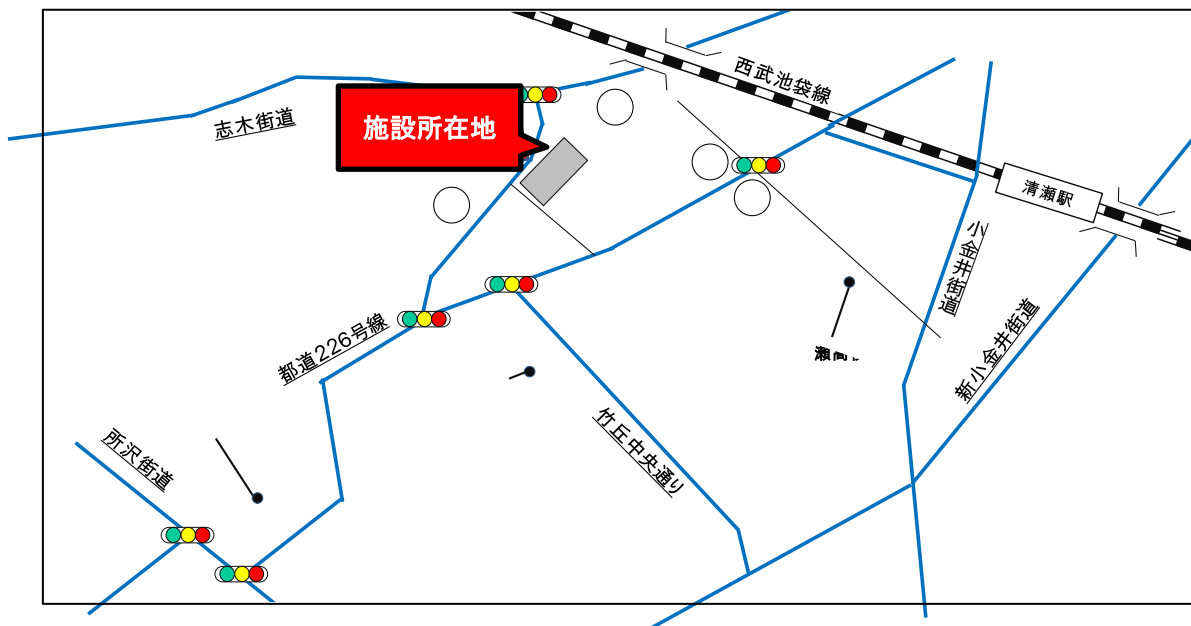 西武池袋線
志木街道
施設所在地
清瀬駅
小金井街道
都道226号線
新小金井街道
竹丘中央通り
所沢街道